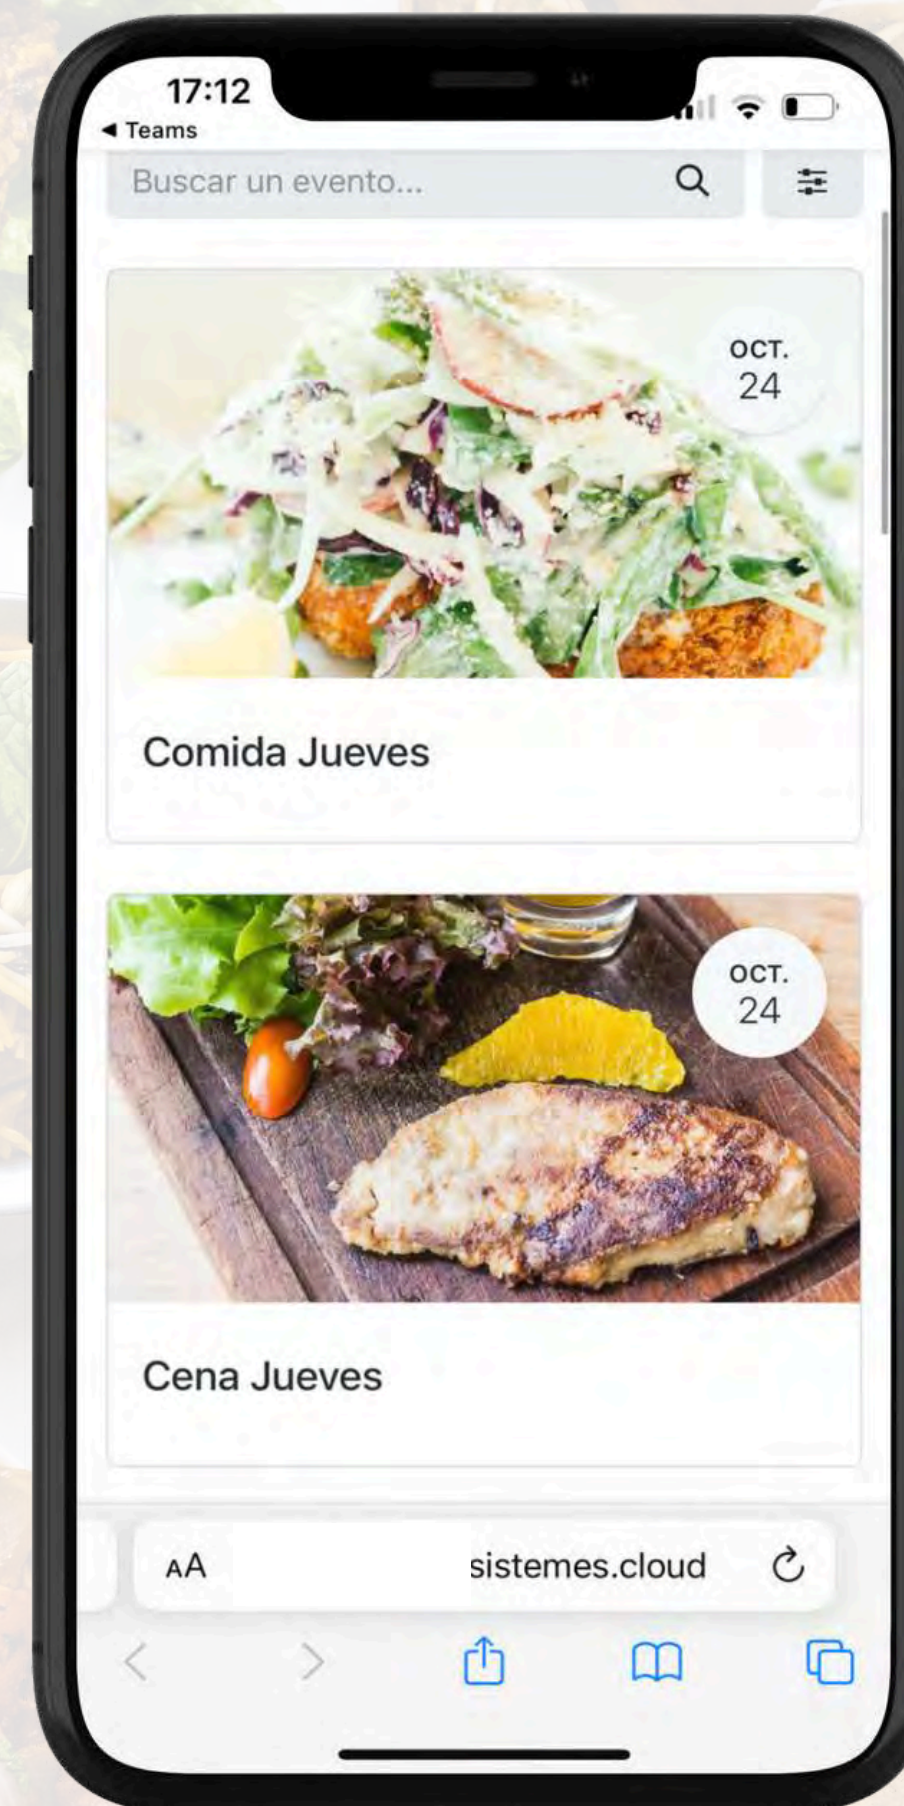 17:12
◀ Teams
Buscar un evento...
OCT.
24
Comida Jueves
OCT.
24
Cena Jueves
AA
sistemes.cloud